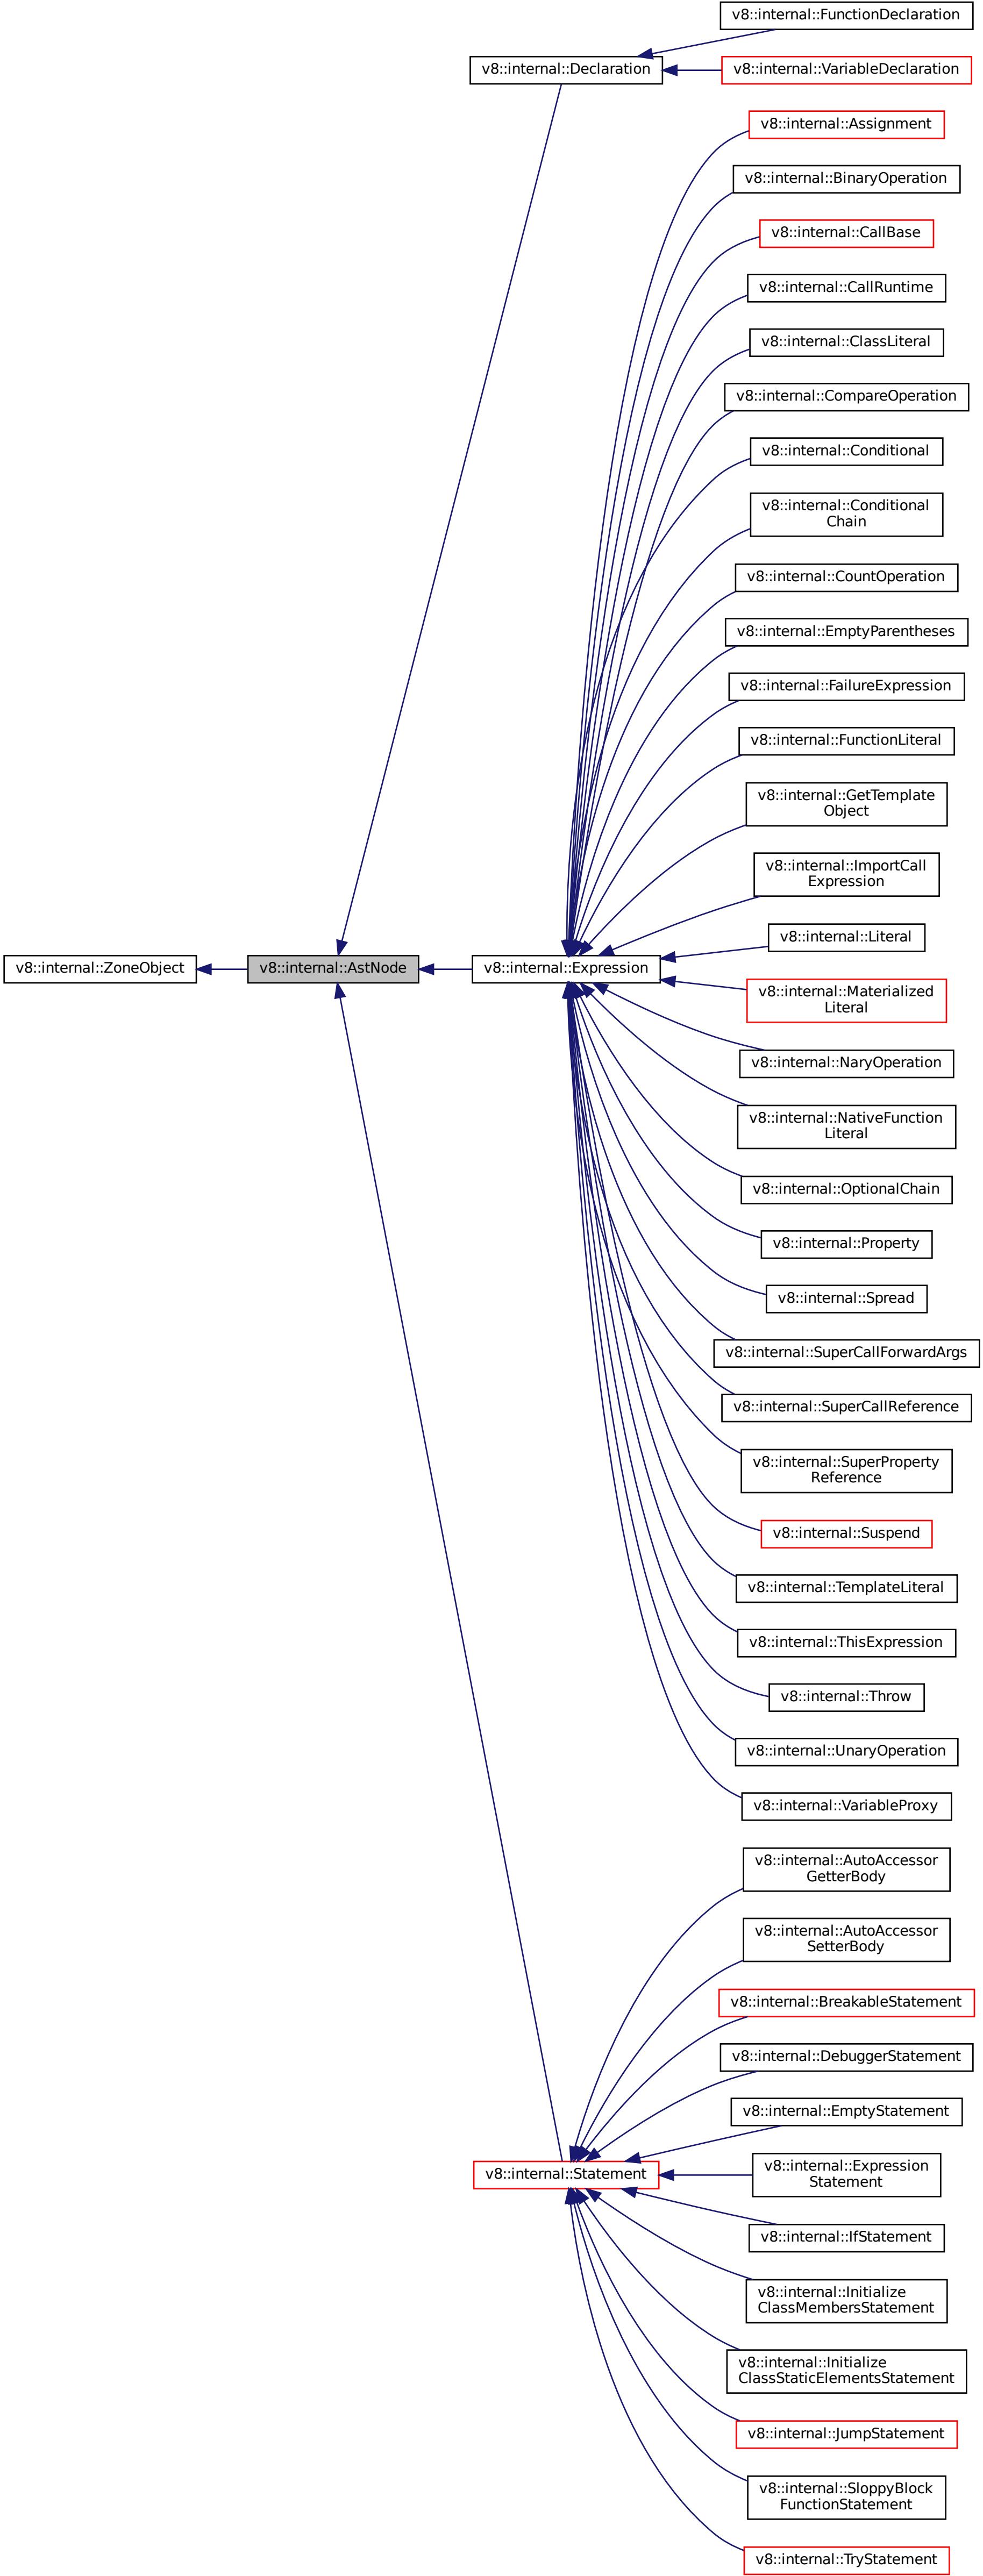 v8::internal::FunctionDeclaration
v8::internal::Declaration
v8::internal::VariableDeclaration
v8::internal::Assignment
v8::internal::BinaryOperation
v8::internal::CallBase
v8::internal::CallRuntime
v8::internal::ClassLiteral
v8::internal::CompareOperation
v8::internal::Conditional
v8::internal::Conditional
Chain
v8::internal::CountOperation
v8::internal::EmptyParentheses
v8::internal::FailureExpression
v8::internal::FunctionLiteral
v8::internal::GetTemplate
Object
v8::internal::ImportCall
Expression
v8::internal::Literal
v8::internal::ZoneObject
v8::internal::AstNode
v8::internal::Expression
v8::internal::Materialized
Literal
v8::internal::NaryOperation
v8::internal::NativeFunction
Literal
v8::internal::OptionalChain
v8::internal::Property
v8::internal::Spread
v8::internal::SuperCallForwardArgs
v8::internal::SuperCallReference
v8::internal::SuperProperty
Reference
v8::internal::Suspend
v8::internal::TemplateLiteral
v8::internal::ThisExpression
v8::internal::Throw
v8::internal::UnaryOperation
v8::internal::VariableProxy
v8::internal::AutoAccessor
GetterBody
v8::internal::AutoAccessor
SetterBody
v8::internal::BreakableStatement
v8::internal::DebuggerStatement
v8::internal::EmptyStatement
v8::internal::Statement
v8::internal::Expression
Statement
v8::internal::IfStatement
v8::internal::Initialize
ClassMembersStatement
v8::internal::Initialize
ClassStaticElementsStatement
v8::internal::JumpStatement
v8::internal::SloppyBlock
FunctionStatement
v8::internal::TryStatement